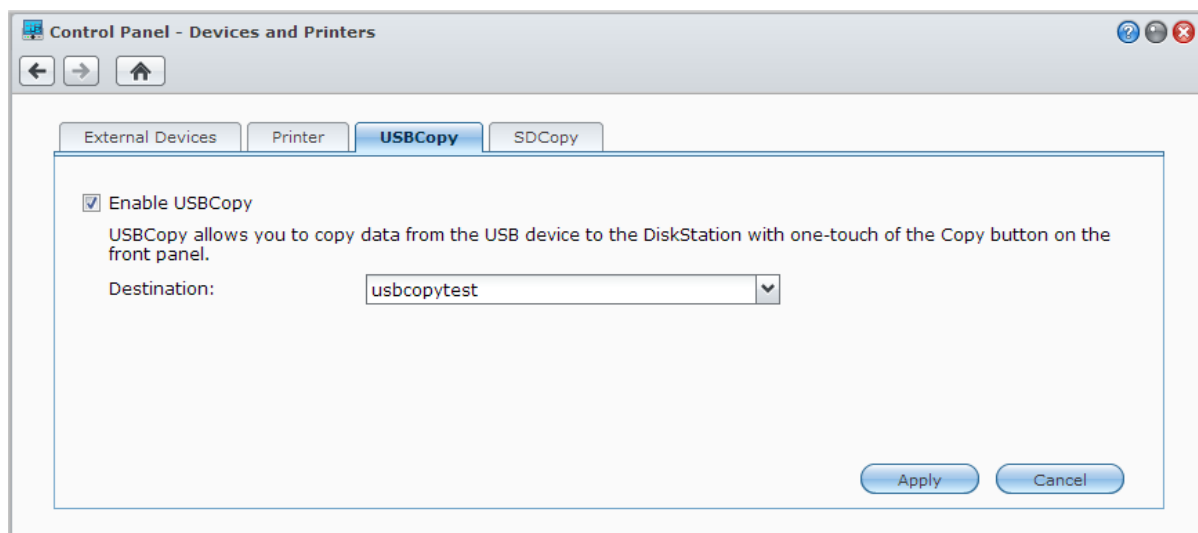 Control Panel - Devices and Printers
External Devices
Printer
USBCopy
SDCopy
Enable USBCopy
USBCopy allows you to copy data from the USB device to the DiskStation with one-touch of the Copy button on the
front panel.
Destination:
usbcopytest
Apply
Cancel